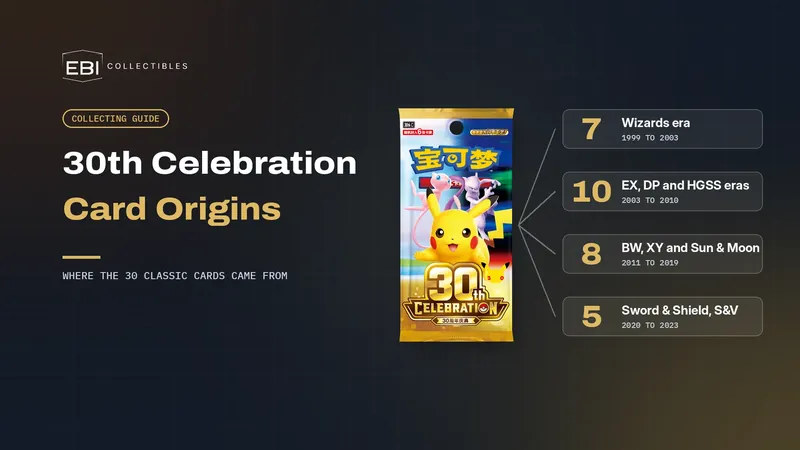 EBI COLLECTIBLES
COLLECTING GUIDE
30th Celebration
Card Origins
WHERE THE 30 CLASSIC CARDS CAME FROM
宝可梦
30th
CELEBRATION
30周年庆典
7
Wizards era
1999 TO 2003
10
EX, DP and HGSS eras
2003 TO 2010
8
BW, XY and Sun & Moon
2011 TO 2019
5
Sword & Shield, S&V
2020 TO 2023